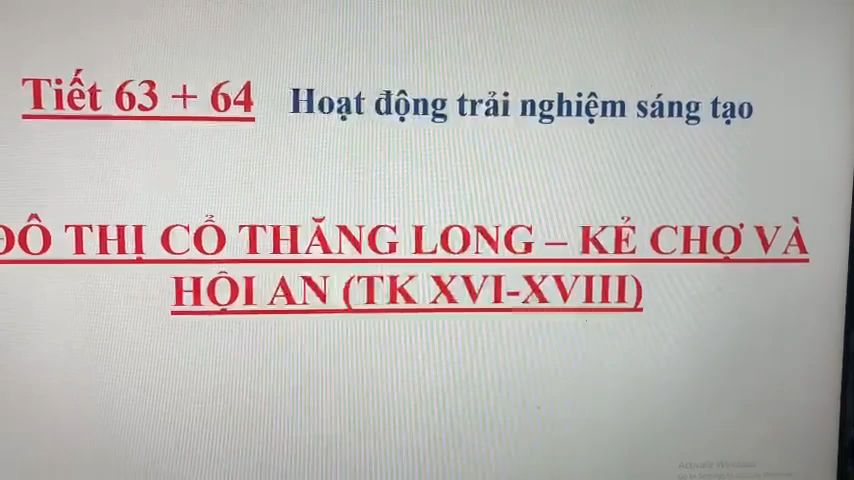 Tiết 63 + 64 Hoạt động trải nghiệm sáng tạo
ĐÔ THỊ CỔ THĂNG LONG – KẺ CHỢ VÀ
HỘI AN (TK XVI-XVIII)
Activate Windows